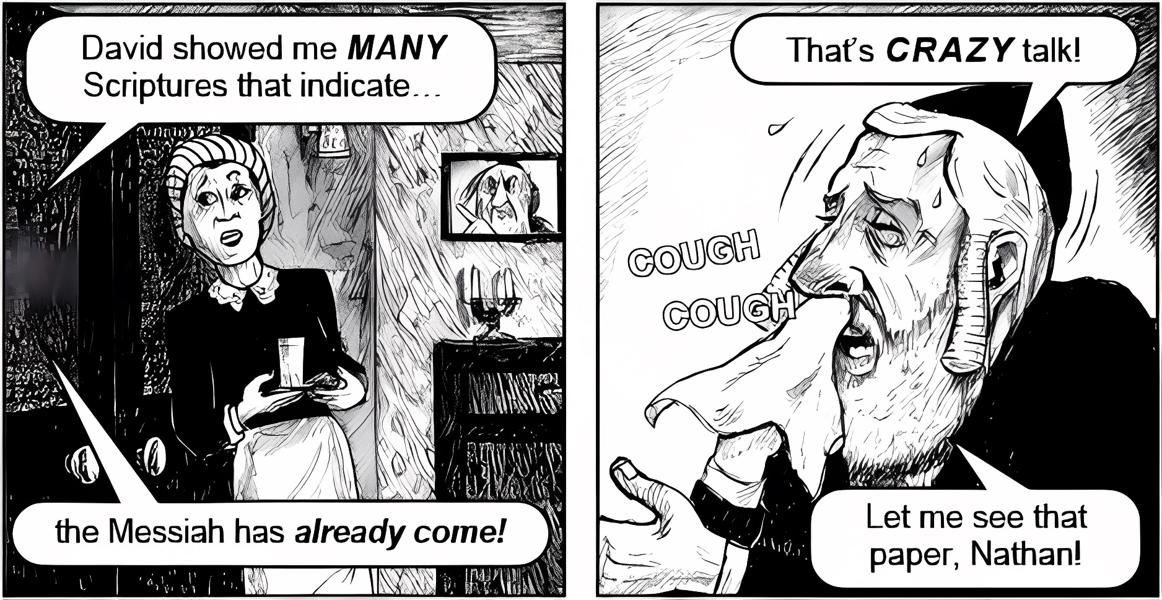 David showed me MANY
Scriptures that indicate...
the Messiah has already come!
That's CRAZY talk!
COUGH
COUGH
Let me see that
paper, Nathan!